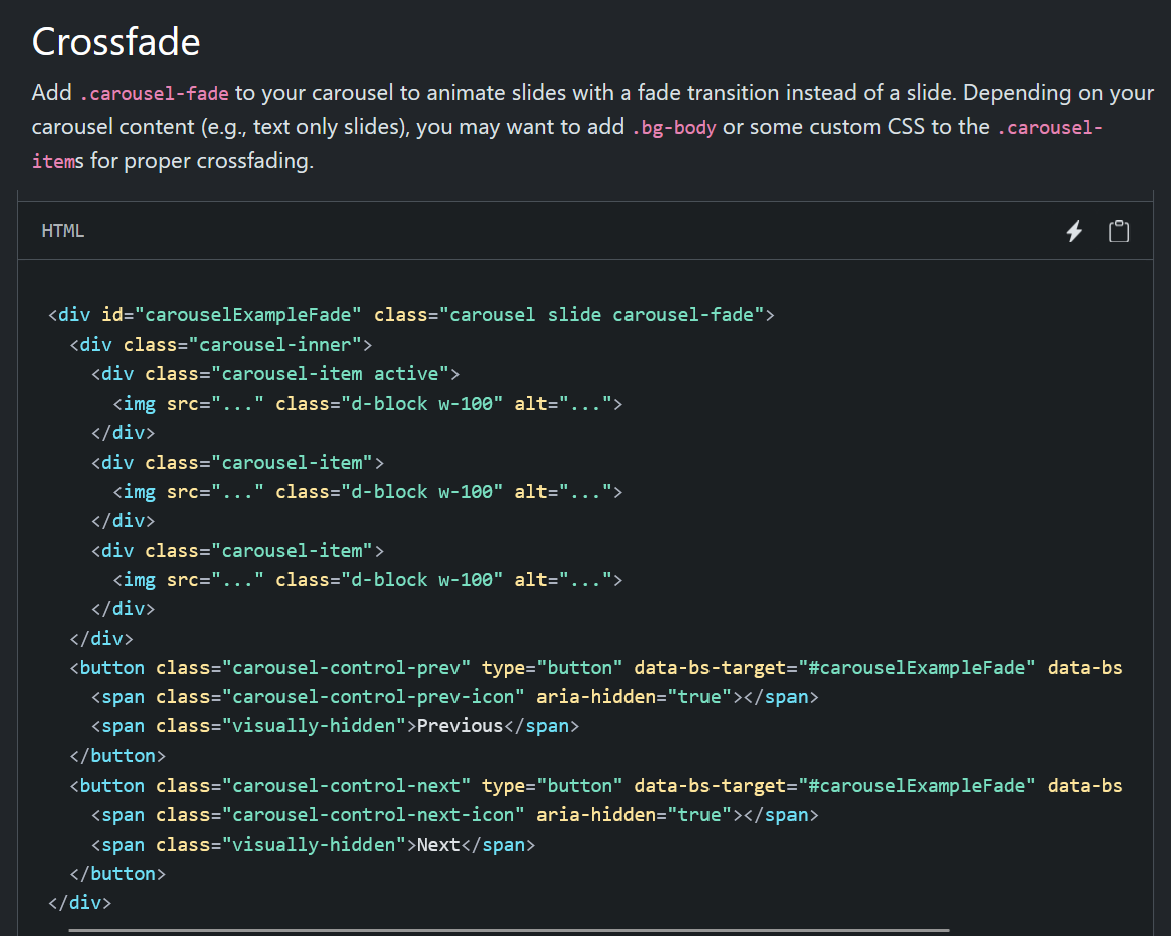 Crossfade
Add .carousel-fade to your carousel to animate slides with a fade transition instead of a slide. Depending on your
carousel content (e.g., text only slides), you may want to add .bg-body or some custom CSS to the .carousel-
items for proper crossfading.
HTML
<div id="carouselExampleFade" class="carousel slide carousel-fade">
  <div class="carousel-inner">
    <div class="carousel-item active">
      <img src="..." class="d-block w-100" alt="...">
    </div>
    <div class="carousel-item">
      <img src="..." class="d-block w-100" alt="...">
    </div>
    <div class="carousel-item">
      <img src="..." class="d-block w-100" alt="...">
    </div>
  </div>
  <button class="carousel-control-prev" type="button" data-bs-target="#carouselExampleFade" data-bs
    <span class="carousel-control-prev-icon" aria-hidden="true"></span>
    <span class="visually-hidden">Previous</span>
  </button>
  <button class="carousel-control-next" type="button" data-bs-target="#carouselExampleFade" data-bs
    <span class="carousel-control-next-icon" aria-hidden="true"></span>
    <span class="visually-hidden">Next</span>
  </button>
</div>